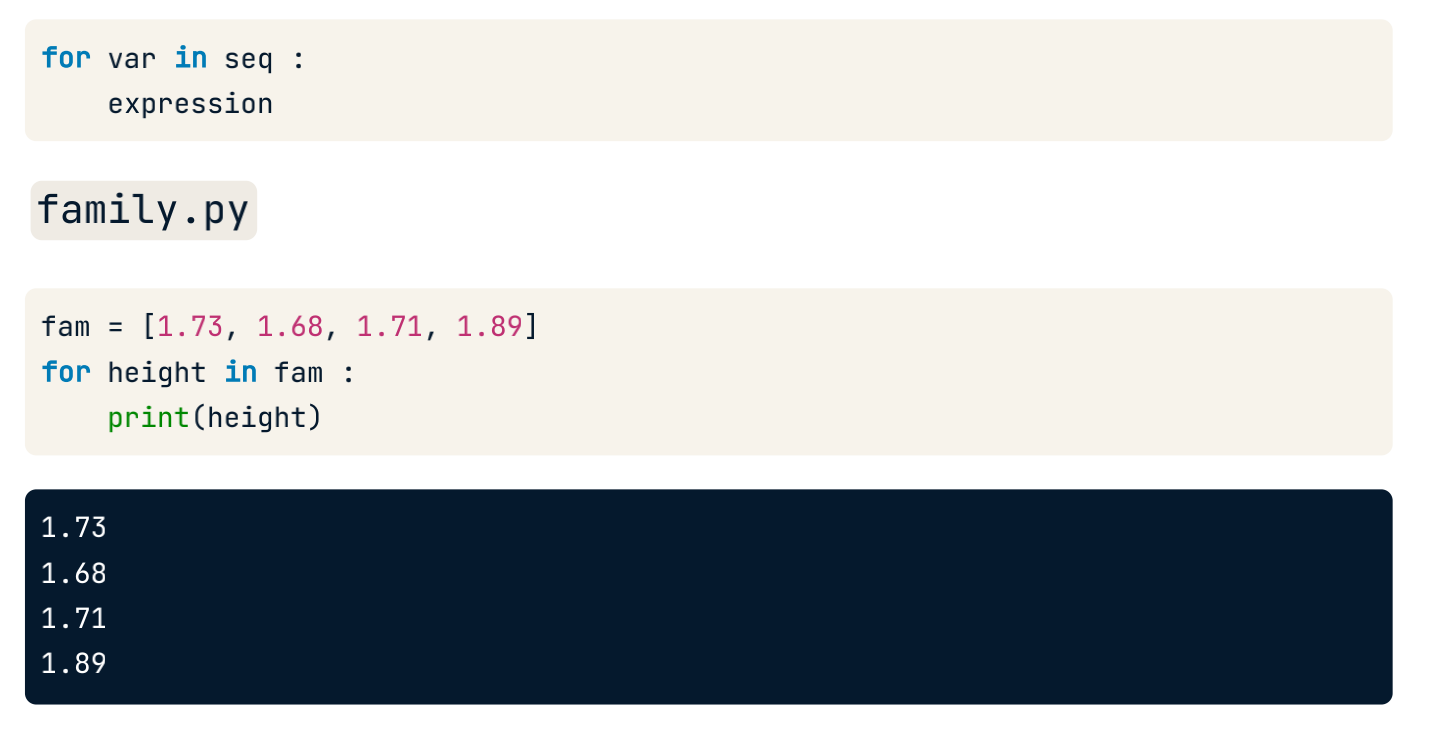 for var in seq :
    expression
family.py
fam = [1.73, 1.68, 1.71, 1.89]
for height in fam :
    print(height)
1.73
1.68
1.71
1.89